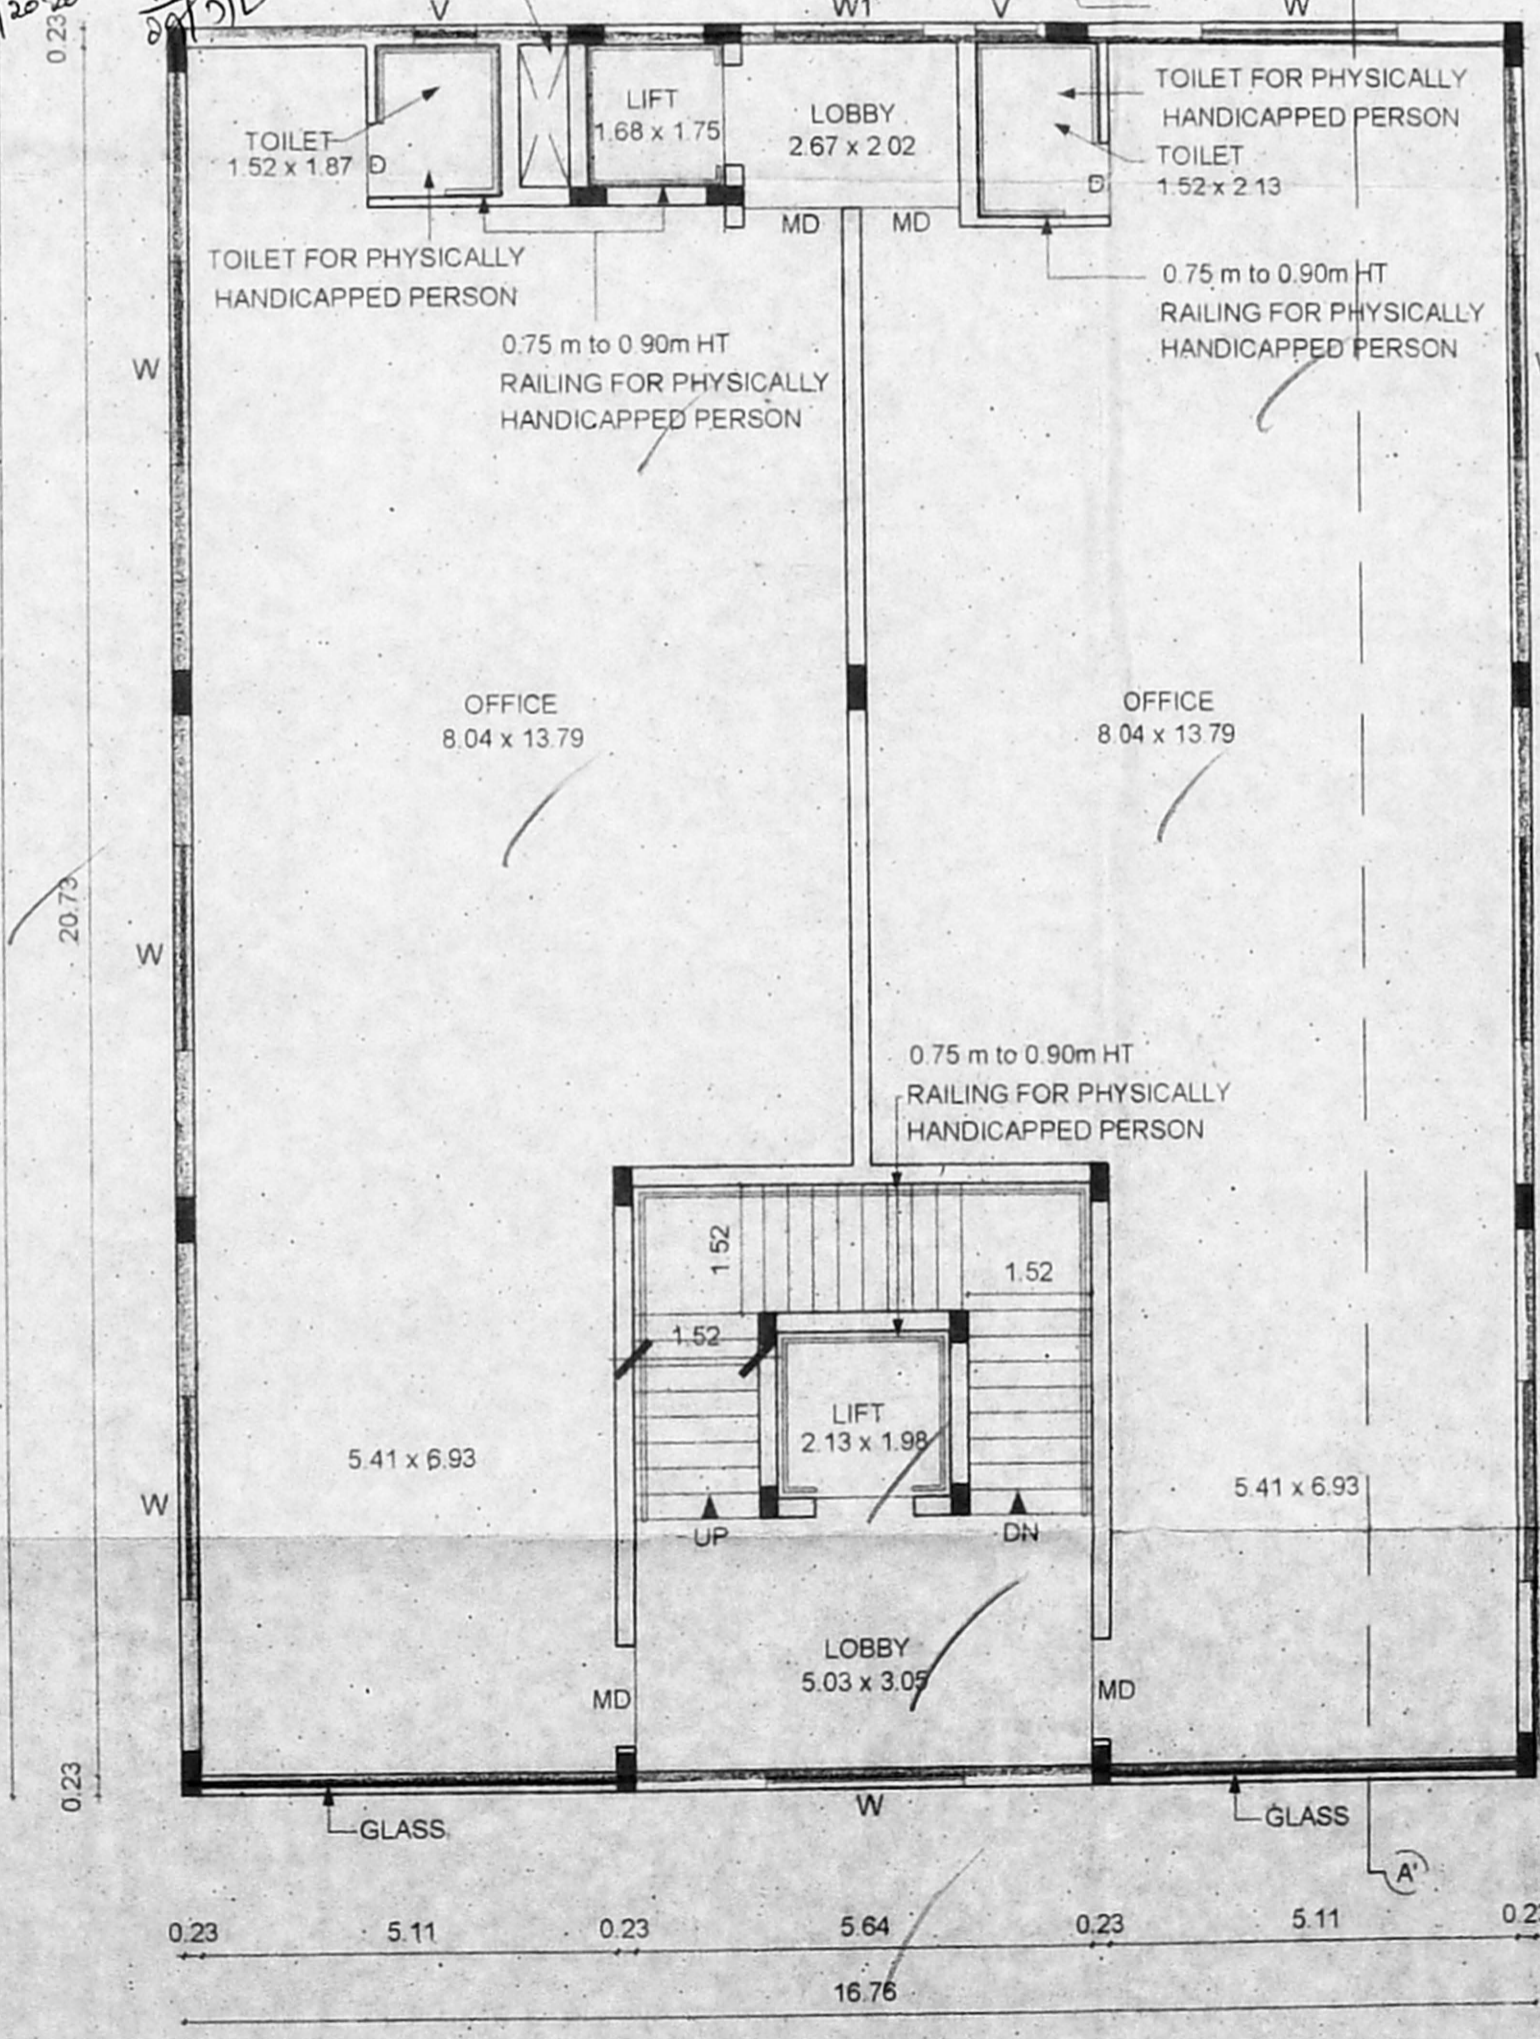 V
W1
V
W
0.23
LIFT
1.68 x 1.75
LOBBY
2.67 x 2.02
TOILET FOR PHYSICALLY
HANDICAPPED PERSON
TOILET
1.52 x 2.13
D
TOILET
1.52 x 1.87
D
MD
MD
TOILET FOR PHYSICALLY
HANDICAPPED PERSON
0.75 m to 0.90m HT
RAILING FOR PHYSICALLY
HANDICAPPED PERSON
0.75 m to 0.90m HT
RAILING FOR PHYSICALLY
HANDICAPPED PERSON
W
OFFICE
8.04 x 13.79
OFFICE
8.04 x 13.79
20.73
W
0.75 m to 0.90m HT
RAILING FOR PHYSICALLY
HANDICAPPED PERSON
1.52
1.52
1.52
LIFT
2.13 x 1.98
5.41 x 6.93
5.41 x 6.93
W
UP
DN
LOBBY
5.03 x 3.05
MD
MD
0.23
W
GLASS
GLASS
A'
0.23
5.11
0.23
5.64
0.23
5.11
16.76